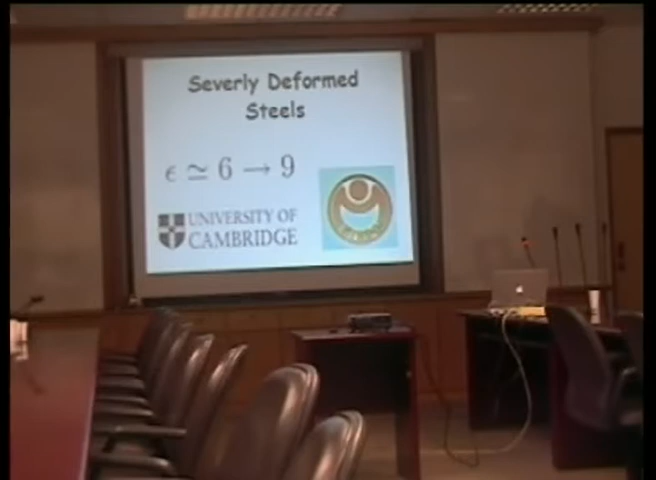 Severly Deformed
Steels
ϵ ≃ 6 → 9
UNIVERSITY OF
CAMBRIDGE